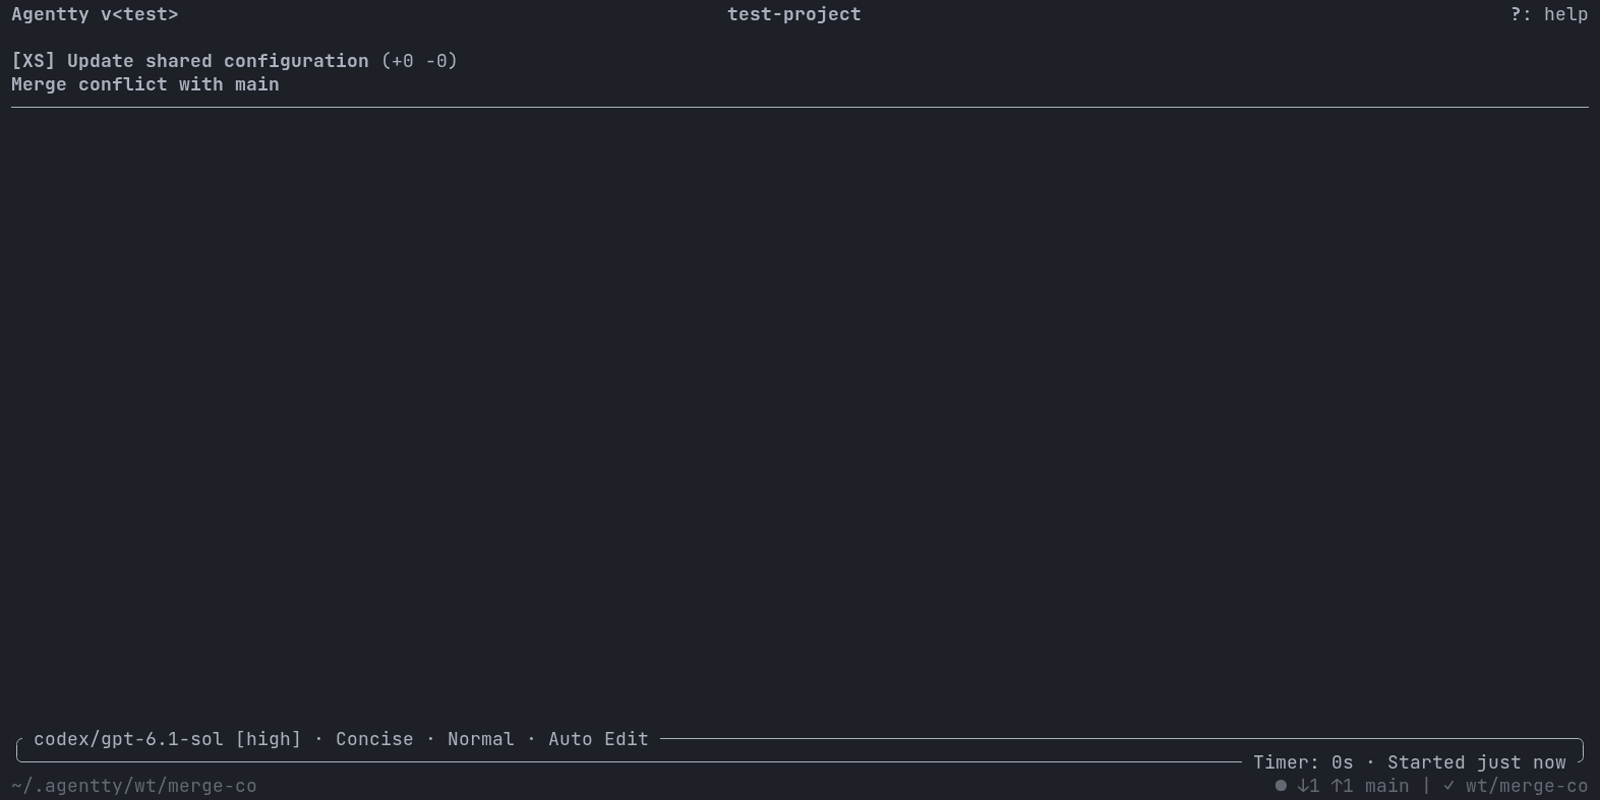 Agentty v<test> test-project ?: help
[XS] Update shared configuration (+0 -0)
Merge conflict with main
codex/gpt-6.1-sol [high] · Concise · Normal · Auto Edit
Timer: 0s · Started just now
~/.agentty/wt/merge-co ● ↓1 ↑1 main | ✓ wt/merge-co